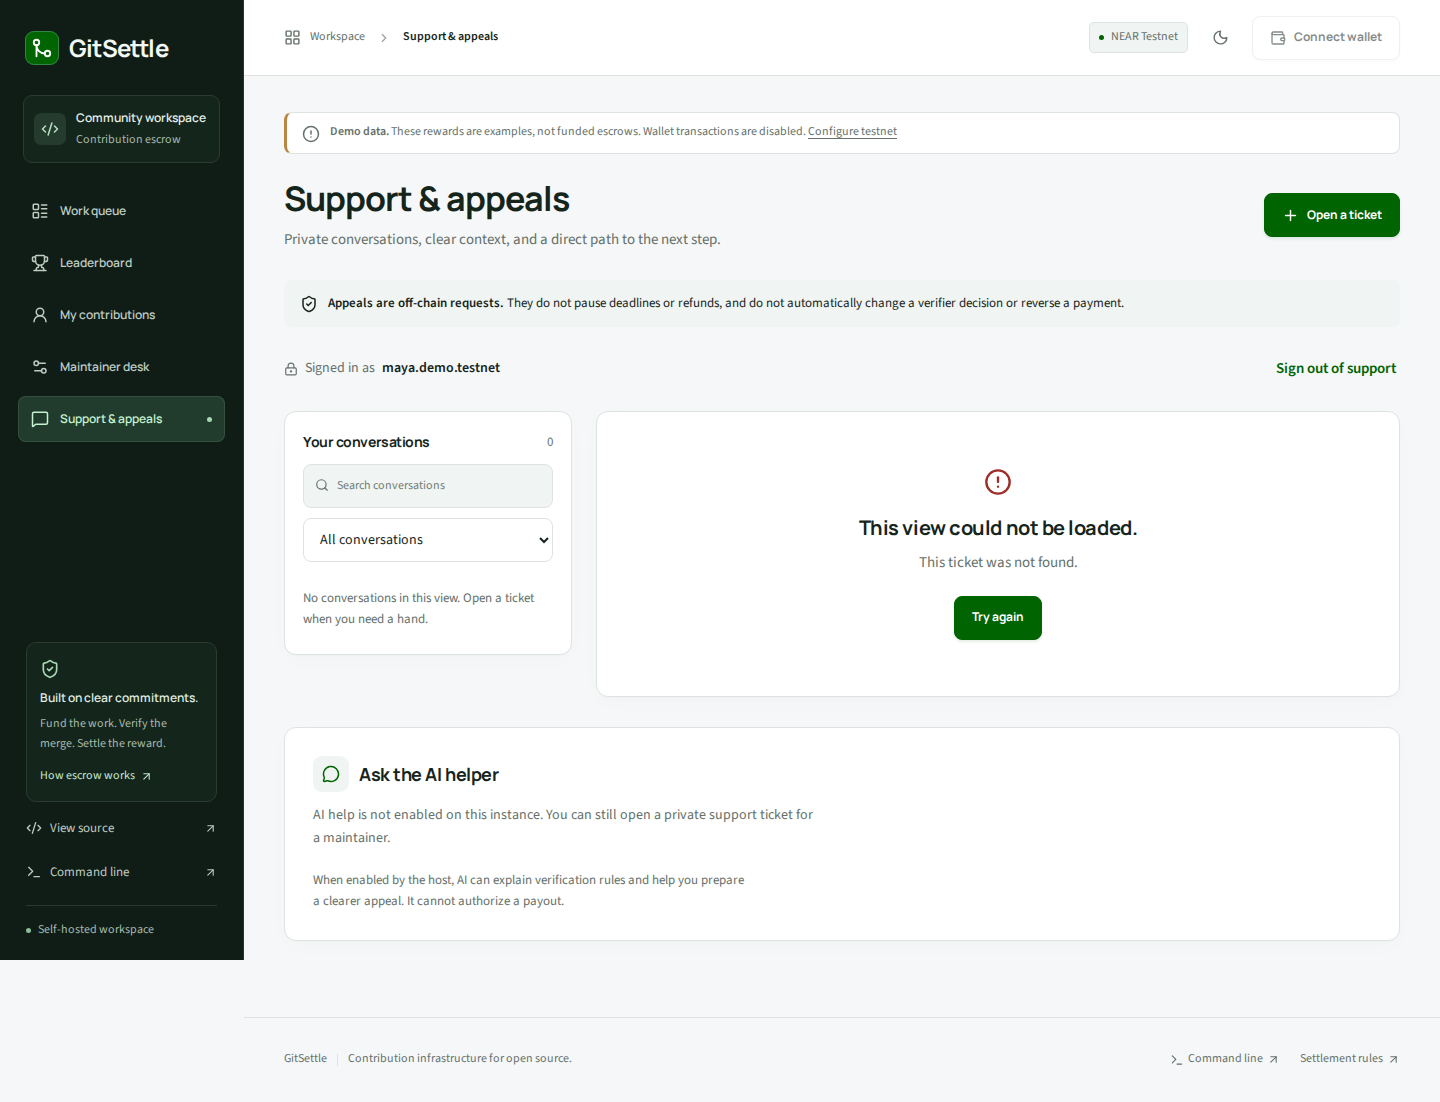 GitSettle
Community workspace
Contribution escrow
Work queue
Leaderboard
My contributions
Maintainer desk
Support & appeals
Built on clear commitments.
Fund the work. Verify the
merge. Settle the reward.
How escrow works
View source
Command line
Self-hosted workspace
Workspace
Support & appeals
NEAR Testnet
Connect wallet
Demo data. These rewards are examples, not funded escrows. Wallet transactions are disabled. Configure testnet
Support & appeals
Private conversations, clear context, and a direct path to the next step.
Open a ticket
Appeals are off-chain requests. They do not pause deadlines or refunds, and do not automatically change a verifier decision or reverse a payment.
Signed in as maya.demo.testnet
Sign out of support
Your conversations
0
Search conversations
All conversations
No conversations in this view. Open a ticket
when you need a hand.
This view could not be loaded.
This ticket was not found.
Try again
Ask the AI helper
AI help is not enabled on this instance. You can still open a private support ticket for
a maintainer.
When enabled by the host, AI can explain verification rules and help you prepare
a clearer appeal. It cannot authorize a payout.
GitSettle
Contribution infrastructure for open source.
Command line
Settlement rules